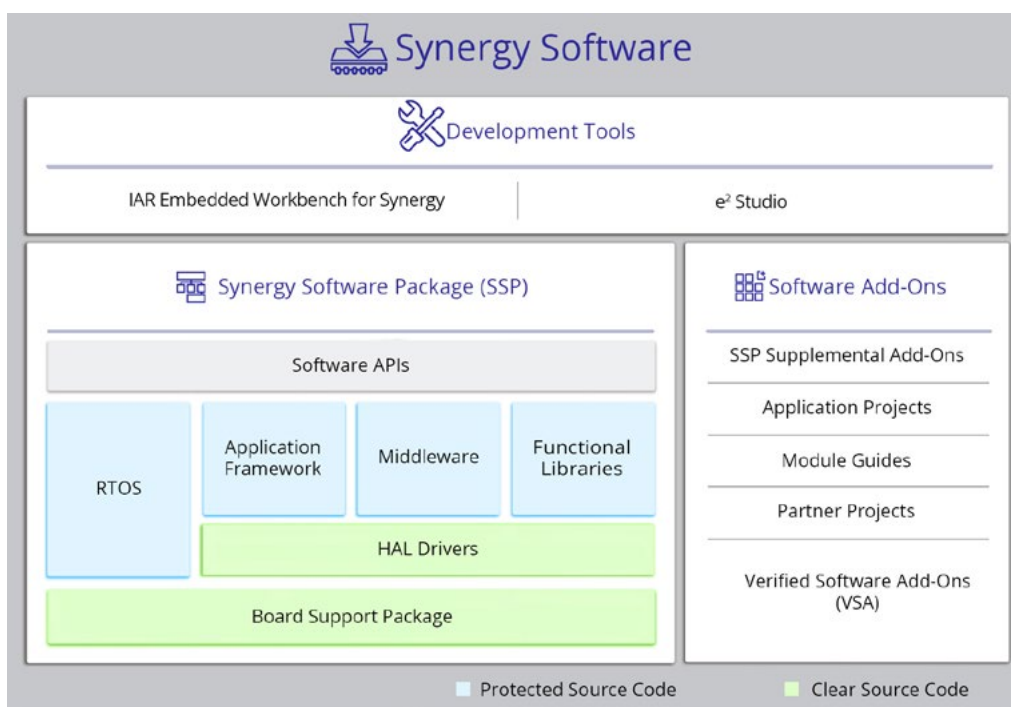 Synergy Software
Development Tools
IAR Embedded Workbench for Synergy
e² Studio
Synergy Software Package (SSP)
Software APIs
RTOS
Application
Framework
Middleware
Functional
Libraries
HAL Drivers
Board Support Package
Software Add-Ons
SSP Supplemental Add-Ons
Application Projects
Module Guides
Partner Projects
Verified Software Add-Ons
(VSA)
Protected Source Code
Clear Source Code